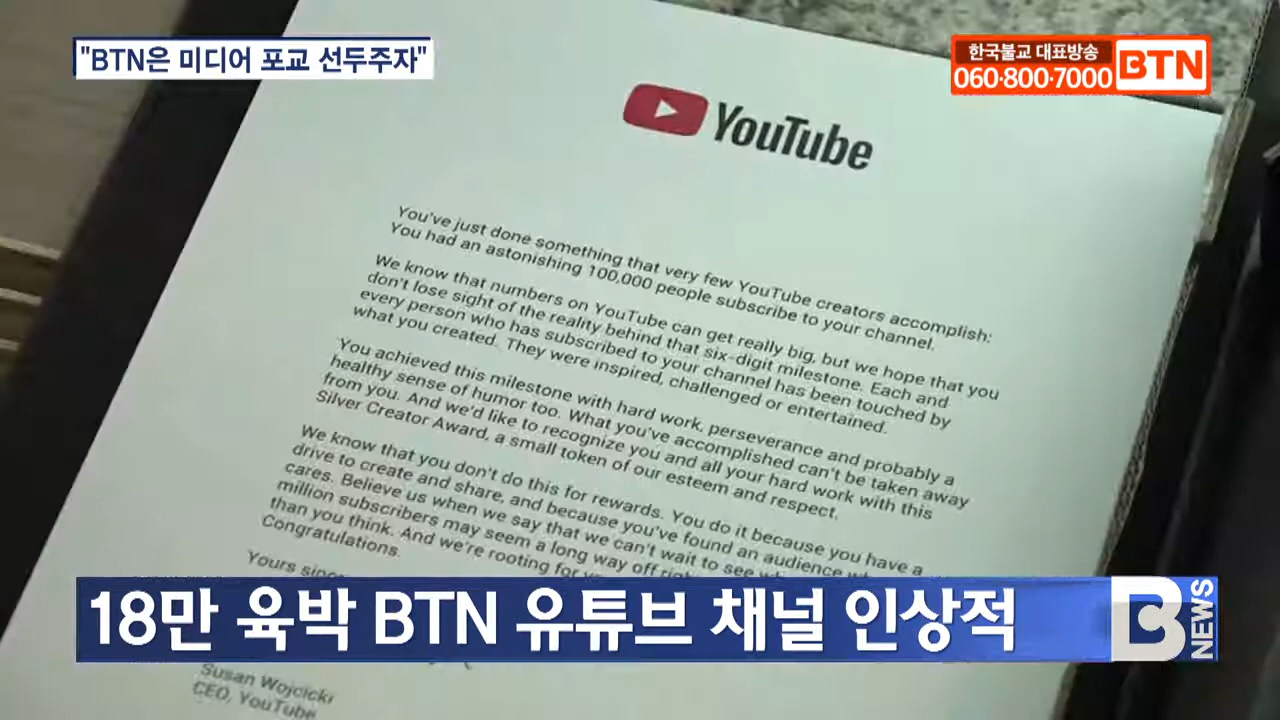 "BTN은 미디어 포교 선두주자"
한국불교 대표방송
060·800·7000
BTN
YouTube
You've just done something that very few YouTube creators accomplish:
You had an astonishing 100,000 people subscribe to your channel.
We know that numbers on YouTube can get really big, but we hope that you
don't lose sight of the reality behind that six-digit milestone. Each and
every person who has subscribed to your channel has been touched by
what you created. They were inspired, challenged or entertained.
You achieved this milestone with hard work, perseverance and probably a
healthy sense of humor too. What you've accomplished can't be taken away
from you. And we'd like to recognize you and all your hard work with this
Silver Creator Award, a small token of our esteem and respect.
We know that you don't do this for rewards. You do it because you have a
drive to create and share, and because you've found an audience
cares. Believe us when we say that we can't wait to see
million subscribers may seem a long way off
than you think. And we're rooting for
Congratulations.
Yours
18만 육박 BTN 유튜브 채널 인상적
B NEWS
Susan Wojcicki
CEO, YouTube